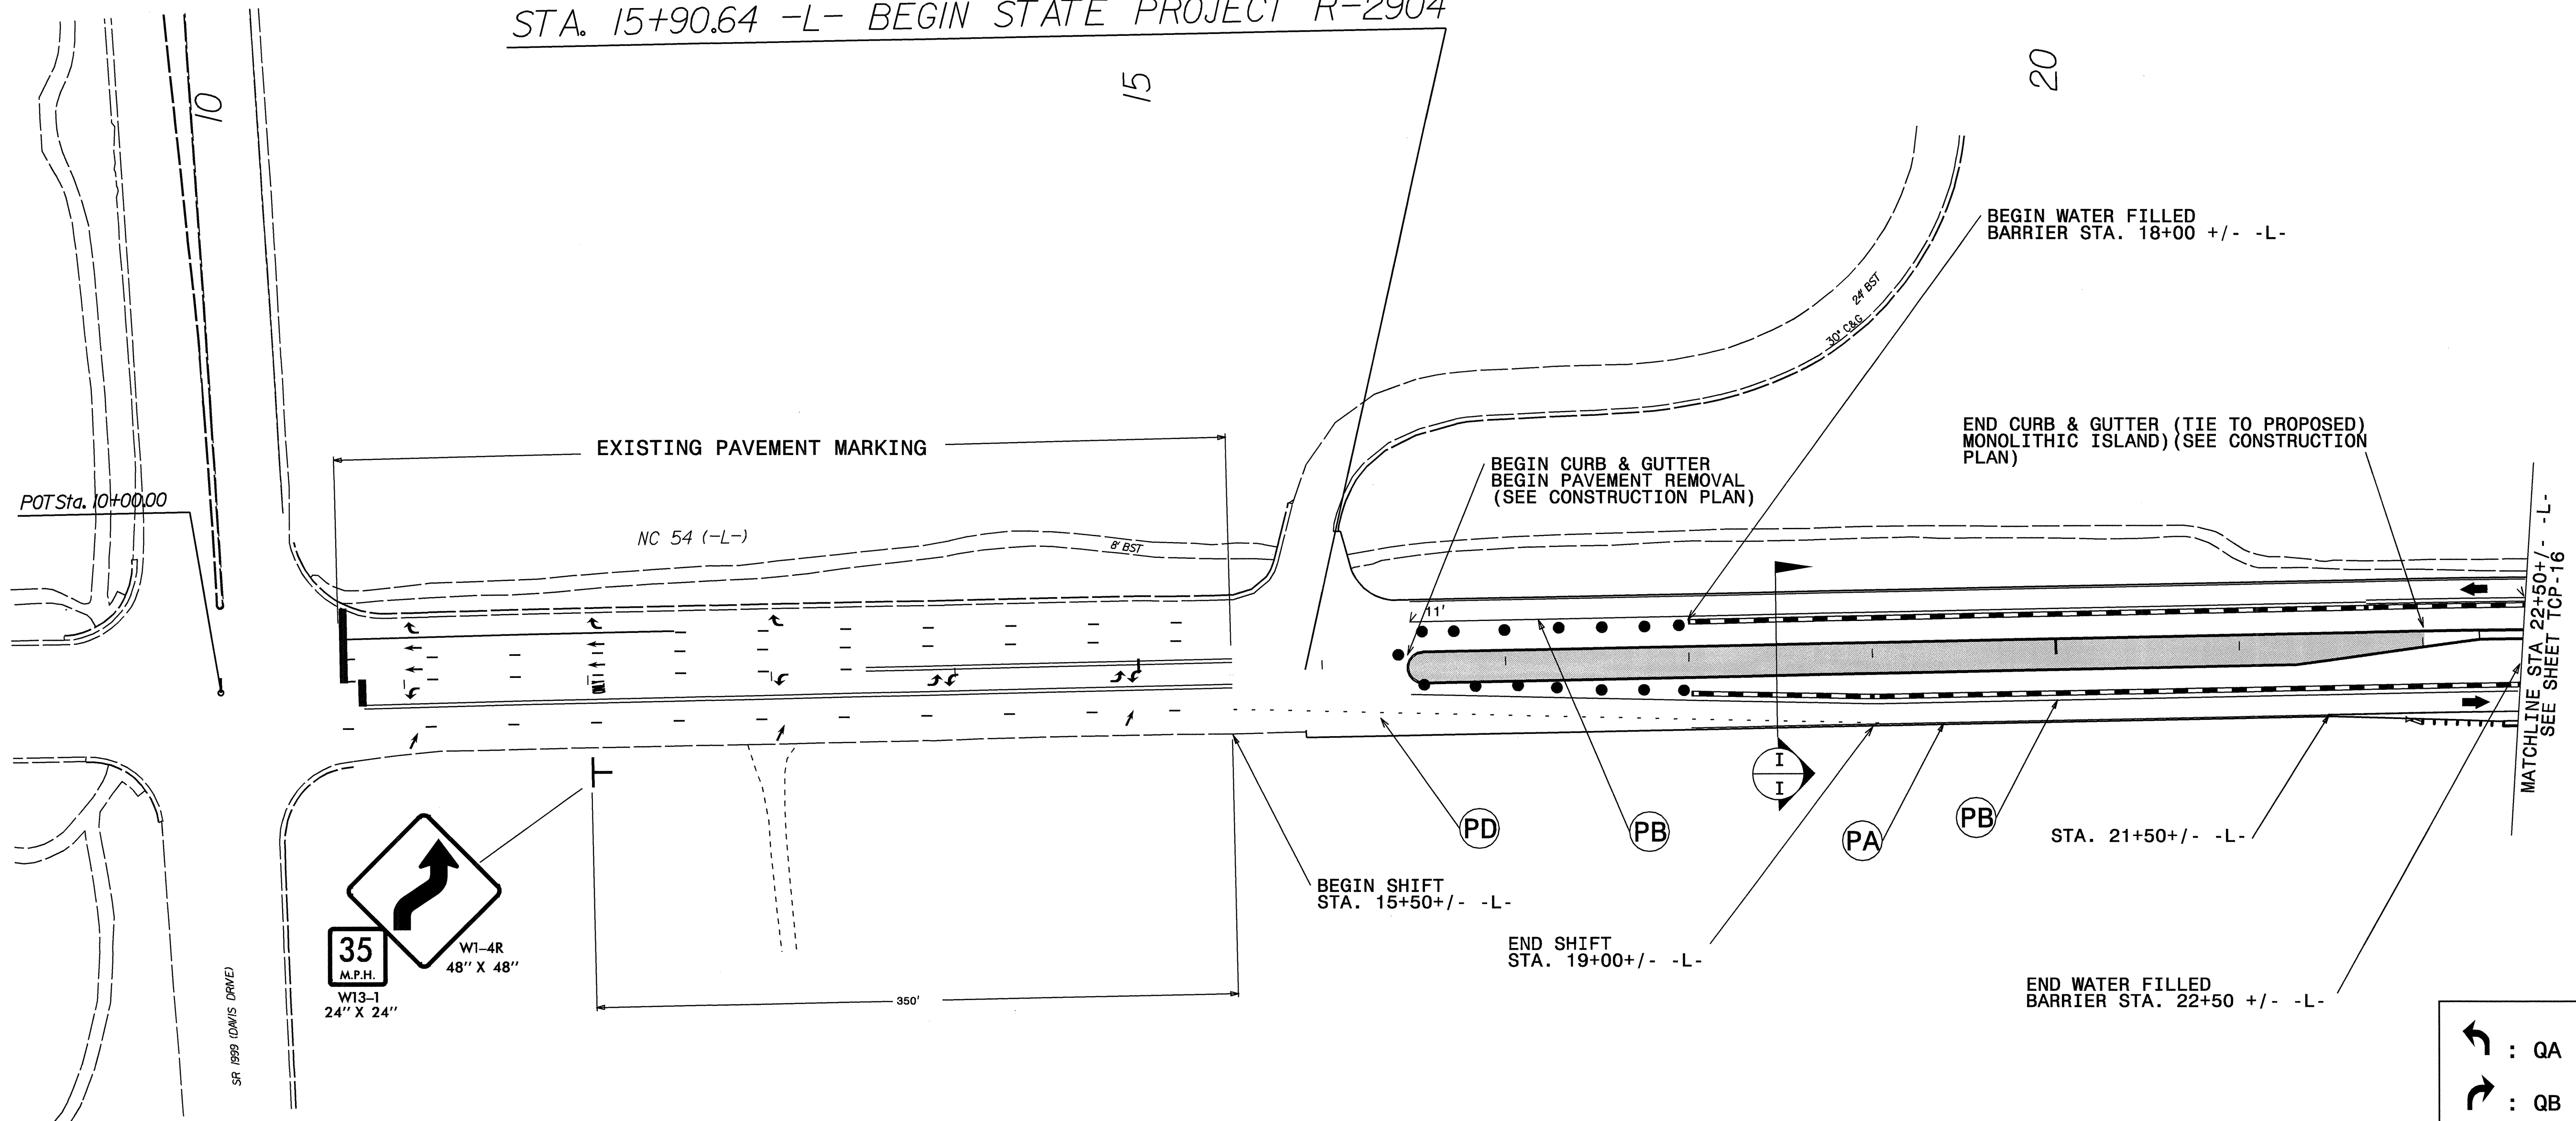 STA. 15+90.64 -L- BEGIN STATE PROJECT R-2904
10
15
20
BEGIN WATER FILLED
BARRIER STA. 18+00 +/- -L-
24' BST
30" C&G
EXISTING PAVEMENT MARKING
END CURB & GUTTER (TIE TO PROPOSED)
MONOLITHIC ISLAND)(SEE CONSTRUCTION
PLAN)
BEGIN CURB & GUTTER
BEGIN PAVEMENT REMOVAL
(SEE CONSTRUCTION PLAN)
POT Sta. 10+00.00
NC 54 (-L-)
8' BST
11'
MATCHLINE STA 22+50+/- -L-
SEE SHEET TCP-16
I
I
PD
PB
PA
PB
STA. 21+50+/- -L-
BEGIN SHIFT
STA. 15+50+/- -L-
END SHIFT
STA. 19+00+/- -L-
END WATER FILLED
BARRIER STA. 22+50 +/- -L-
35
M.P.H.
W13-1
24" X 24"
W1-4R
48" X 48"
350'
SR 1999 (DAVIS DRIVE)
: QA
: QB